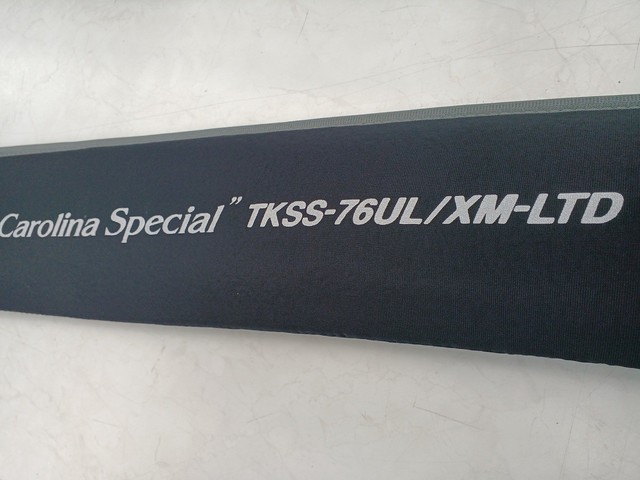 Carolina Special” TKSS-76UL/XM-LTD